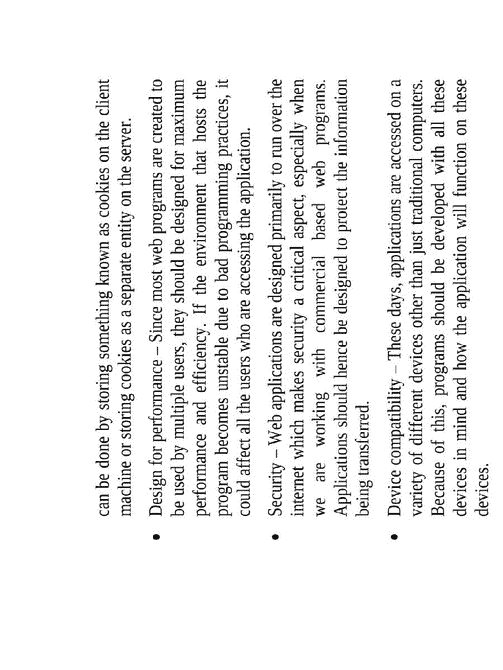 can be done by storing something known as cookies on the client
machine or storing cookies as a separate entity on the server.
• Design for performance – Since most web programs are created to
be used by multiple users, they should be designed for maximum
performance and efficiency. If the environment that hosts the
program becomes unstable due to bad programming practices, it
could affect all the users who are accessing the application.
• Security – Web applications are designed primarily to run over the
internet which makes security a critical aspect, especially when
we are working with commercial based web programs.
Applications should hence be designed to protect the information
being transferred.
• Device compatibility – These days, applications are accessed on a
variety of different devices other than just traditional computers.
Because of this, programs should be developed with all these
devices in mind and how the application will function on these
devices.